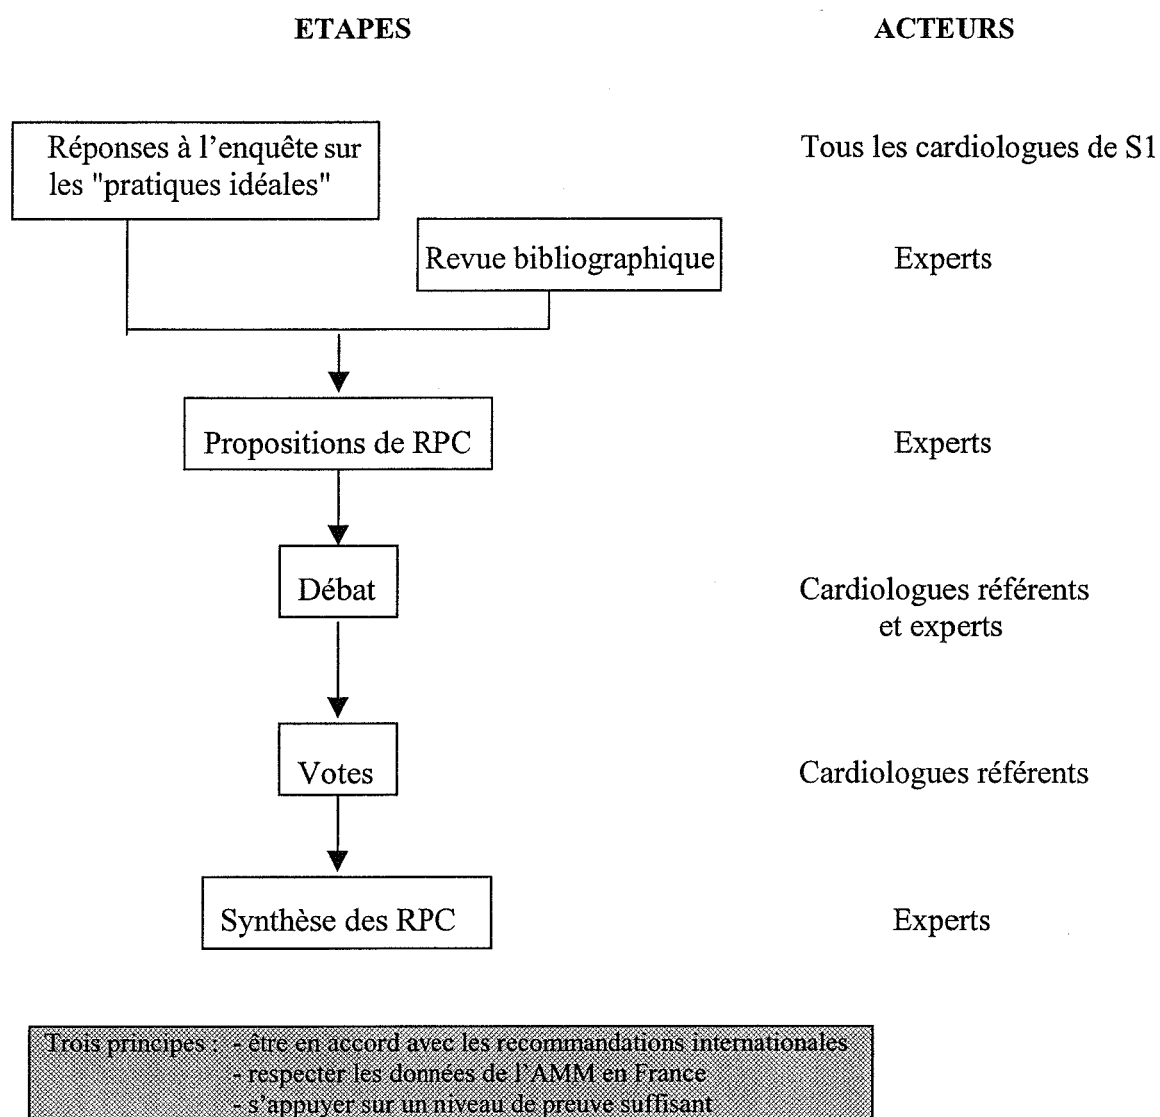 ETAPES
ACTEURS
Réponses à l'enquête sur
les "pratiques idéales"
Tous les cardiologues de S1
Revue bibliographique
Experts
Propositions de RPC
Experts
Débat
Cardiologues référents
et experts
Votes
Cardiologues référents
Synthèse des RPC
Experts
Trois principes : - être en accord avec les recommandations internationales
- respecter les données de l'AMM en France
- s'appuyer sur un niveau de preuve suffisant